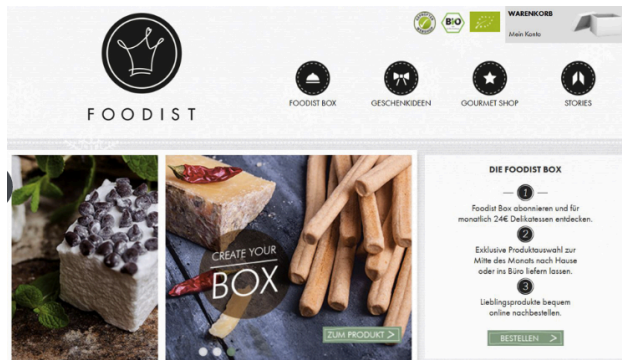 BIO
WARENKORB
Mein Konto
FOODIST
FOODIST BOX
GESCHENKIDEEN
GOURMET SHOP
STORIES
CREATE YOUR
BOX
ZUM PRODUKT >
DIE FOODIST BOX
1
Foodist Box abonnieren und für
monatlich 24€ Delikatessen entdecken.
2
Exklusive Produktauswahl zur
Mitte des Monats nach Hause
oder ins Büro liefern lassen.
3
Lieblingsprodukte bequem
online nachbestellen.
BESTELLEN >